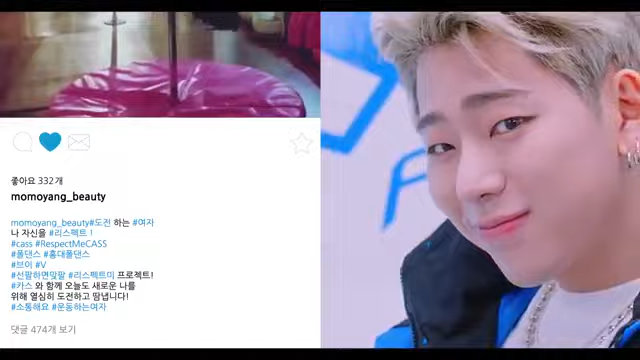 좋아요 332개
momoyang_beauty
momoyang_beauty#도전 하는 #여자
나 자신을 #리스펙트 !
#cass #RespectMeCASS
#폴댄스 #홍대폴댄스
#브이 #V
#선팔하면맞팔 #리스펙트미 프로젝트!
#카스 와 함께 오늘도 새로운 나를
위해 열심히 도전하고 땀냅니다!
#소통해요 #운동하는여자
댓글 474개 보기